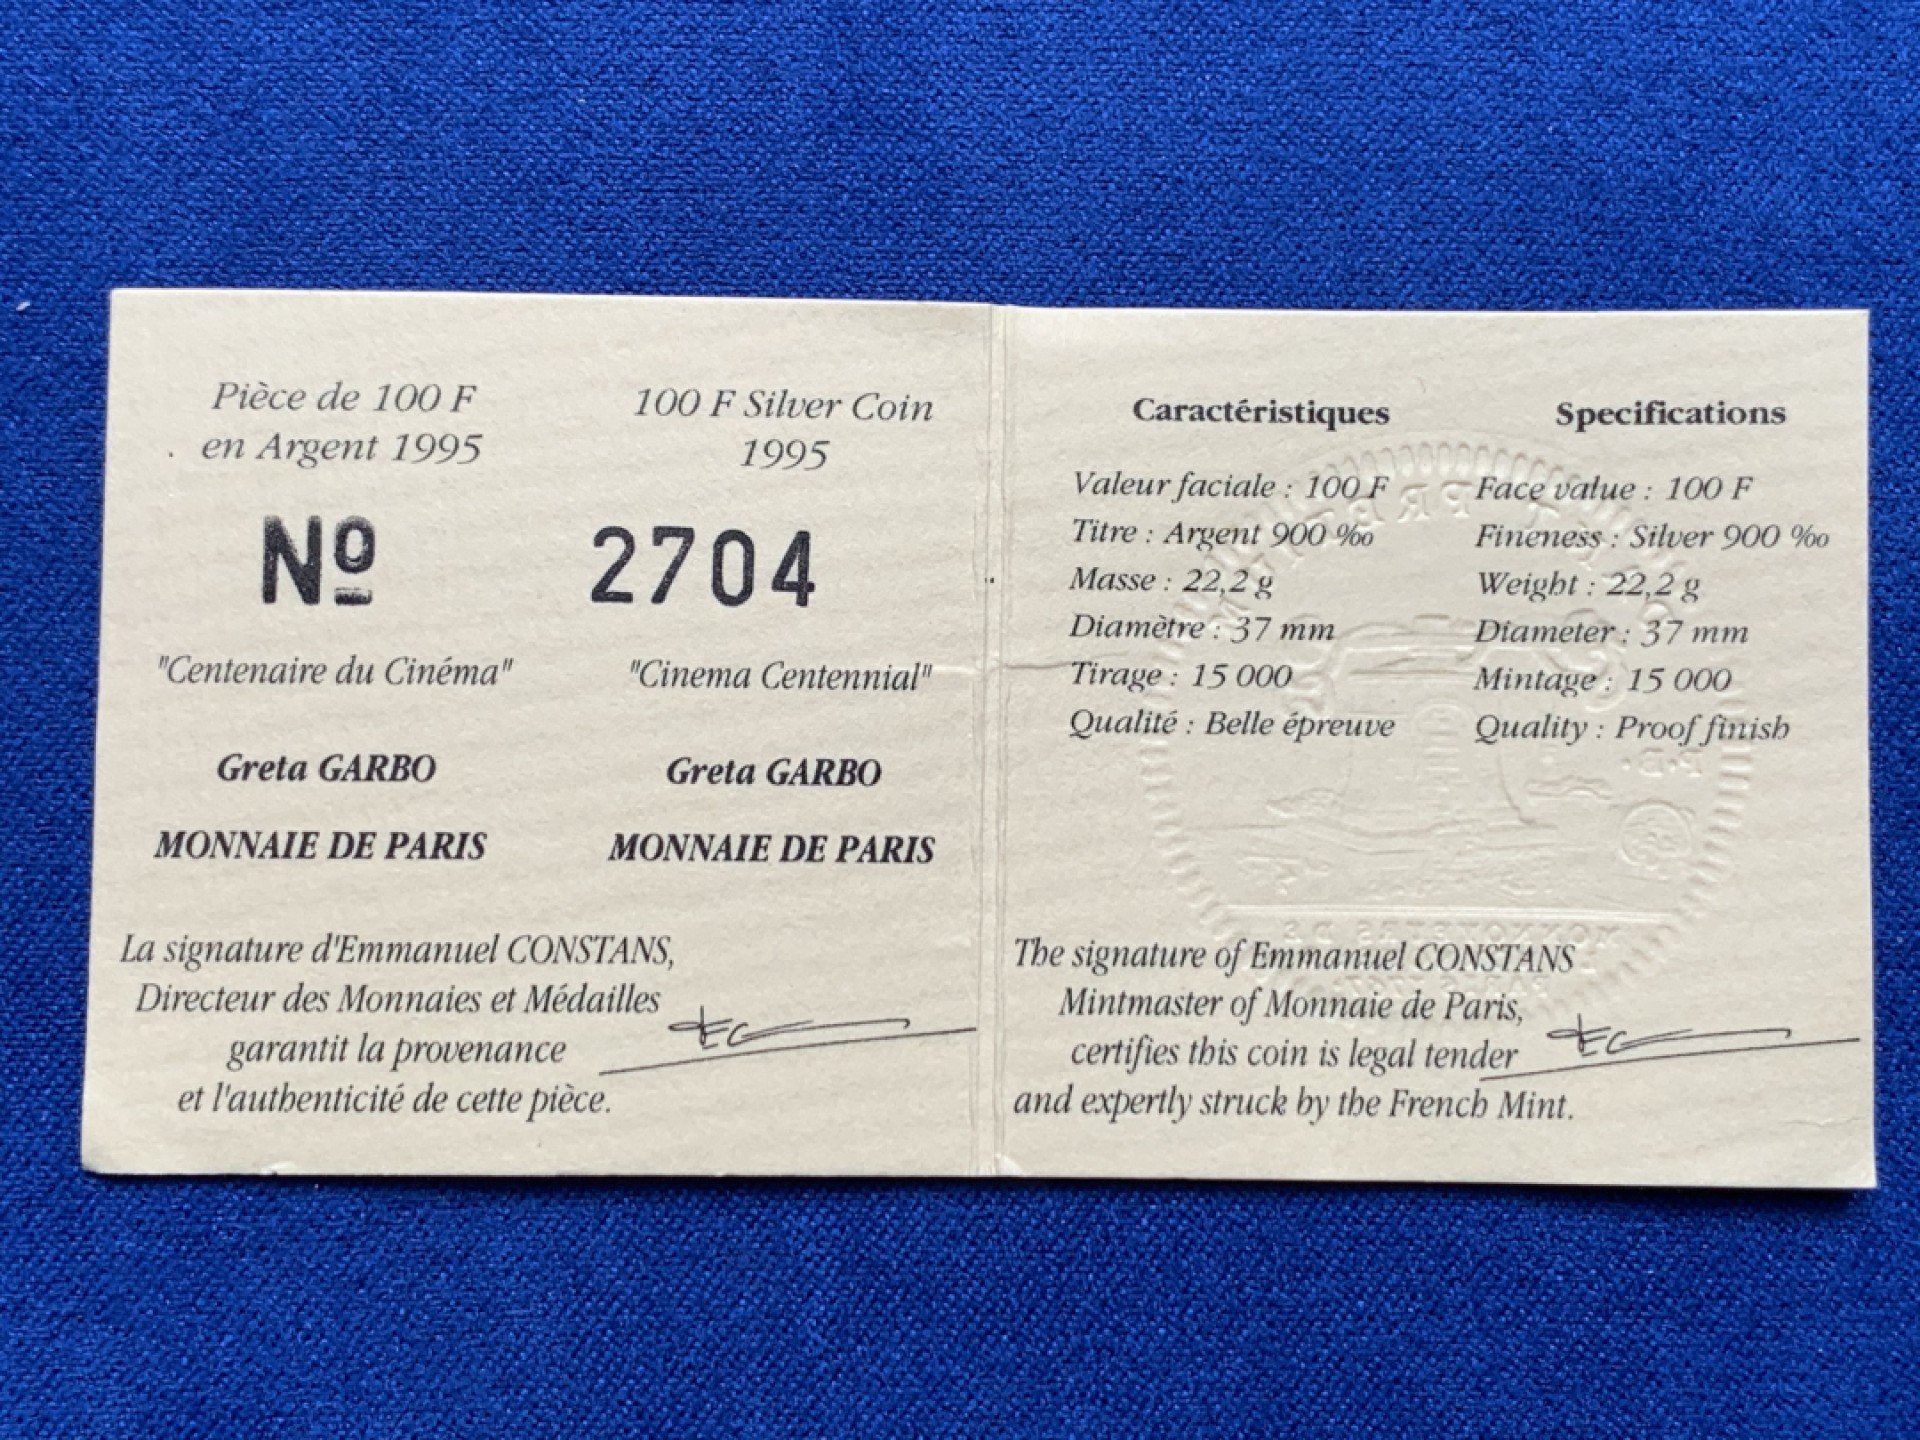 Pièce de 100 F
en Argent 1995
100 F Silver Coin
1995
Nº 2704
"Centenaire du Cinéma"
"Cinema Centennial"
Greta GARBO
Greta GARBO
MONNAIE DE PARIS
MONNAIE DE PARIS
La signature d'Emmanuel CONSTANS,
Directeur des Monnaies et Médailles
garantit la provenance
et l'authenticité de cette pièce.
Caractéristiques
Valeur faciale : 100 F
Titre : Argent 900 ‰
Masse : 22,2 g
Diamètre : 37 mm
Tirage : 15 000
Qualité : Belle épreuve
Specifications
Face value : 100 F
Fineness : Silver 900 ‰
Weight : 22,2 g
Diameter : 37 mm
Mintage : 15 000
Quality : Proof finish
The signature of Emmanuel CONSTANS
Mintmaster of Monnaie de Paris,
certifies this coin is legal tender
and expertly struck by the French Mint.